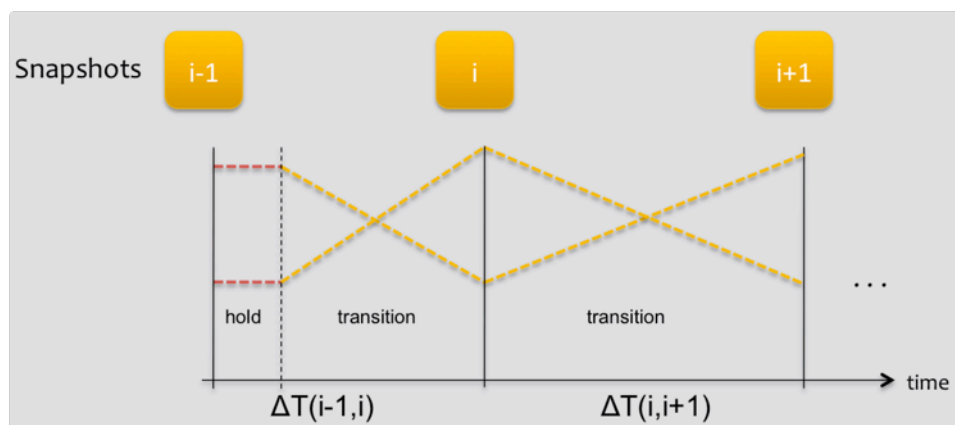 Snapshots
i-1
i
i+1
hold
transition
transition
...
time
ΔT(i-1,i)
ΔT(i,i+1)